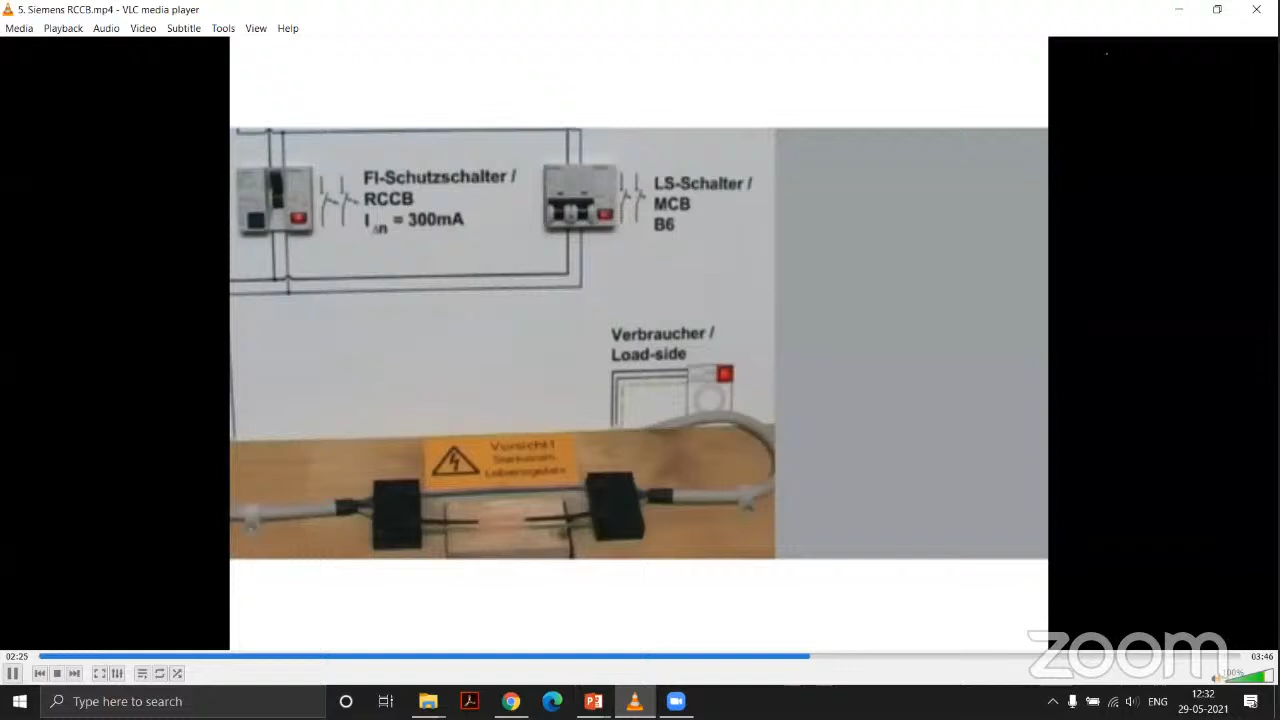 5. Siemens RCCB.mp4 - VLC media player
Media Playback Audio Video Subtitle Tools View Help
FI-Schutzschalter /
RCCB
I Δn = 300mA
LS-Schalter /
MCB
B6
Verbraucher /
Load-side
Vorsicht!
02:25
03:46
zoom
100%
Type here to search
ENG
12:32
29-05-2021